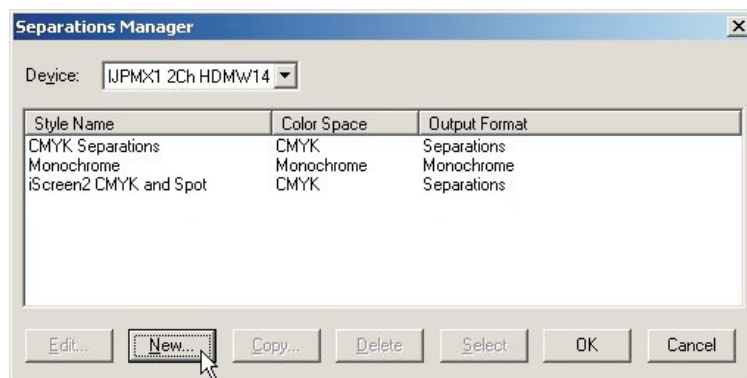 Separations Manager
Device: IJPMX1 2Ch HDMW14
Style Name Color Space Output Format
CMYK Separations CMYK Separations
Monochrome Monochrome Monochrome
iScreen2 CMYK and Spot CMYK Separations
Edit... New... Copy... Delete Select OK Cancel